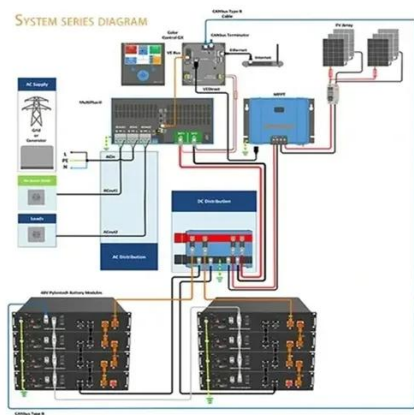 SYSTEM SERIES DIAGRAM
CANbus Type B
Cable
Color
Control GX
CANbus Terminator
PV Array
VE Bus
Ethernet
Internet
AC Supply
VE Direct
MultiPlus-II
MPPT
Grid
or
Generator
L
PE
N
ACin
ACout1
Loads
DC Distribution
ACout2
AC Distribution
48V Pylontech Battery Modules
CANbus Type B